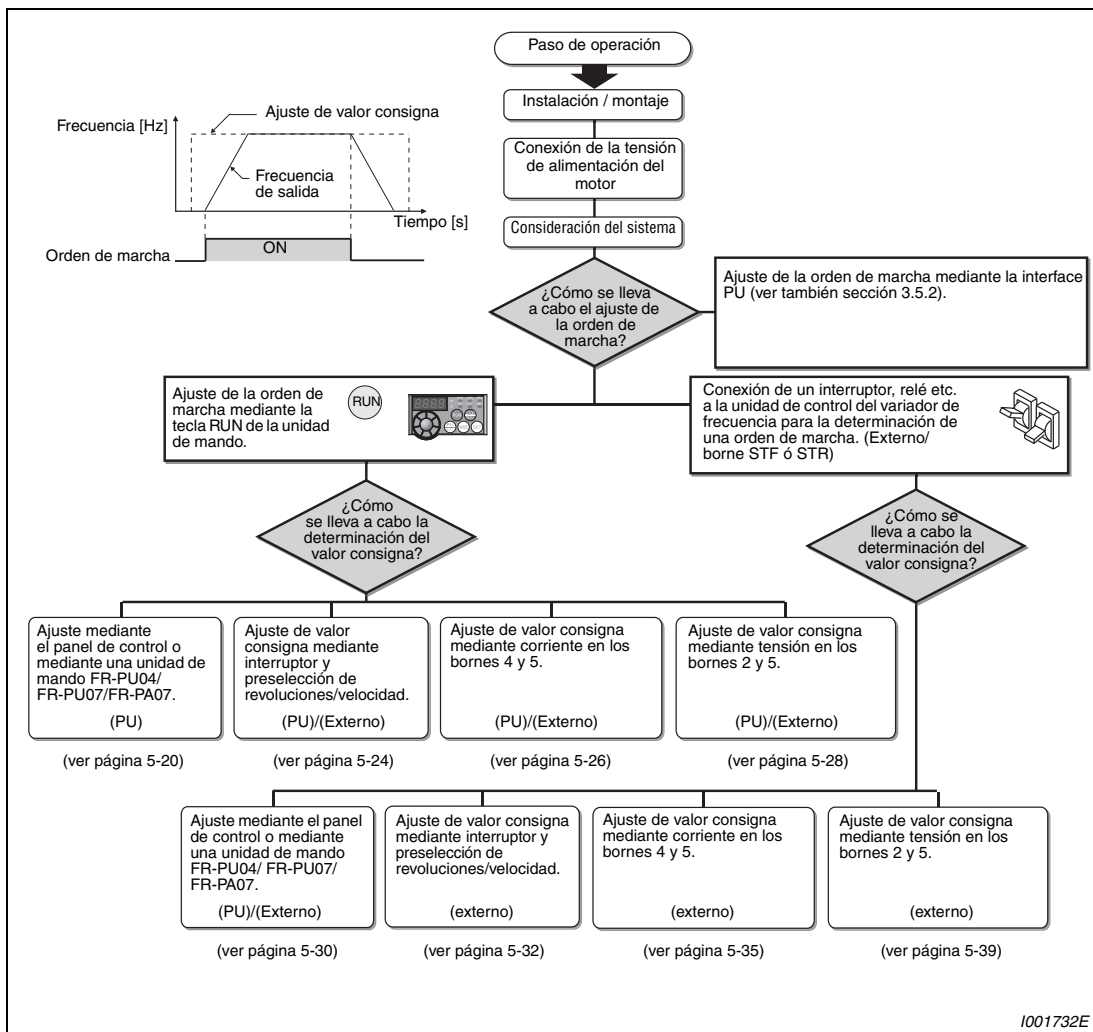 Paso de operación
Instalación / montaje
Conexión de la tensión
de alimentación del
motor
Consideración del sistema
Frecuencia [Hz]
Ajuste de valor consigna
Frecuencia
de salida
Tiempo [s]
Orden de marcha
ON
¿Cómo se lleva
a cabo el ajuste de
la orden de
marcha?
Ajuste de la orden de marcha mediante la interface
PU (ver también sección 3.5.2).
Ajuste de la orden de
marcha mediante la
tecla RUN de la unidad
de mando.
RUN
Conexión de un interruptor, relé etc.
a la unidad de control del variador de
frecuencia para la determinación de
una orden de marcha. (Externo/
borne STF ó STR)
¿Cómo
se lleva a cabo la
determinación del
valor consigna?
¿Cómo se
lleva a cabo la
determinación del
valor consigna?
Ajuste mediante
el panel de control o
mediante una unidad de
mando FR-PU04/
FR-PU07/FR-PA07.
(PU)
(ver página 5-20)
Ajuste de valor
consigna mediante
interruptor y
preselección de
revoluciones/velocidad.
(PU)/(Externo)
(ver página 5-24)
Ajuste de valor consigna
mediante corriente en los
bornes 4 y 5.
(PU)/(Externo)
(ver página 5-26)
Ajuste de valor consigna
mediante tensión en los
bornes 2 y 5.
(PU)/(Externo)
(ver página 5-28)
Ajuste mediante el panel
de control o mediante
una unidad de mando
FR-PU04/ FR-PU07/
FR-PA07.
(PU)/(Externo)
(ver página 5-30)
Ajuste de valor consigna
mediante interruptor y
preselección de
revoluciones/velocidad.
(externo)
(ver página 5-32)
Ajuste de valor consigna
mediante corriente en los
bornes 4 y 5.
(externo)
(ver página 5-35)
Ajuste de valor consigna
mediante tensión en los
bornes 2 y 5.
(externo)
(ver página 5-39)
I001732E